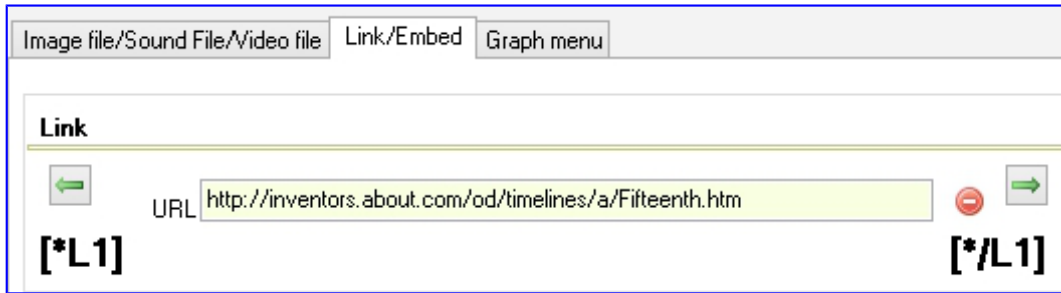 Image file/Sound File/Video file Link/Embed Graph menu
Link
URL http://inventors.about.com/od/timelines/a/Fifteenth.htm
[*L1] [*/L1]